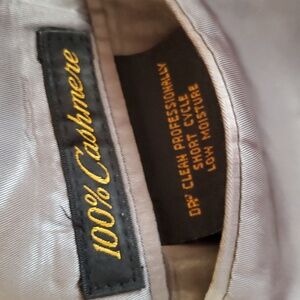 100% Cashmere
DRY CLEAN PROFESSIONALLY
SHORT CYCLE
LOW MOISTURE